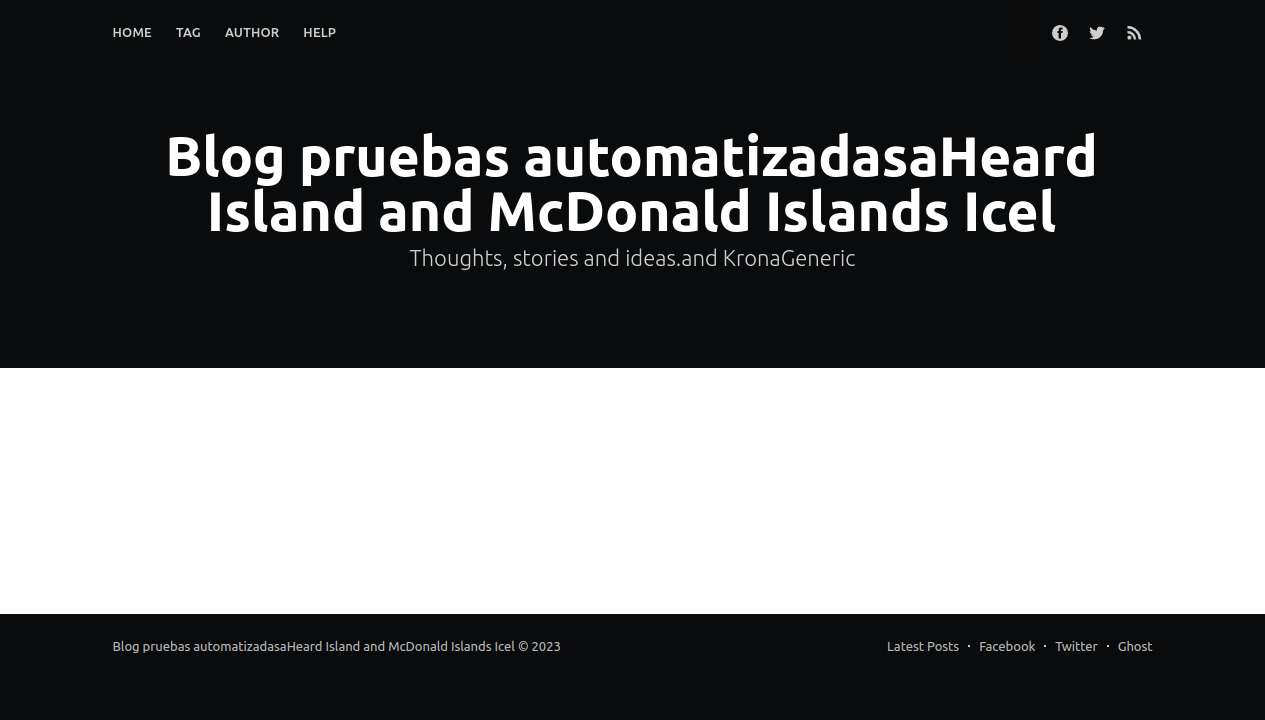 HOME TAG AUTHOR HELP
Blog pruebas automatizadasaHeard
Island and McDonald Islands Icel
Thoughts, stories and ideas.and KronaGeneric
Blog pruebas automatizadasaHeard Island and McDonald Islands Icel © 2023
Latest Posts · Facebook · Twitter · Ghost